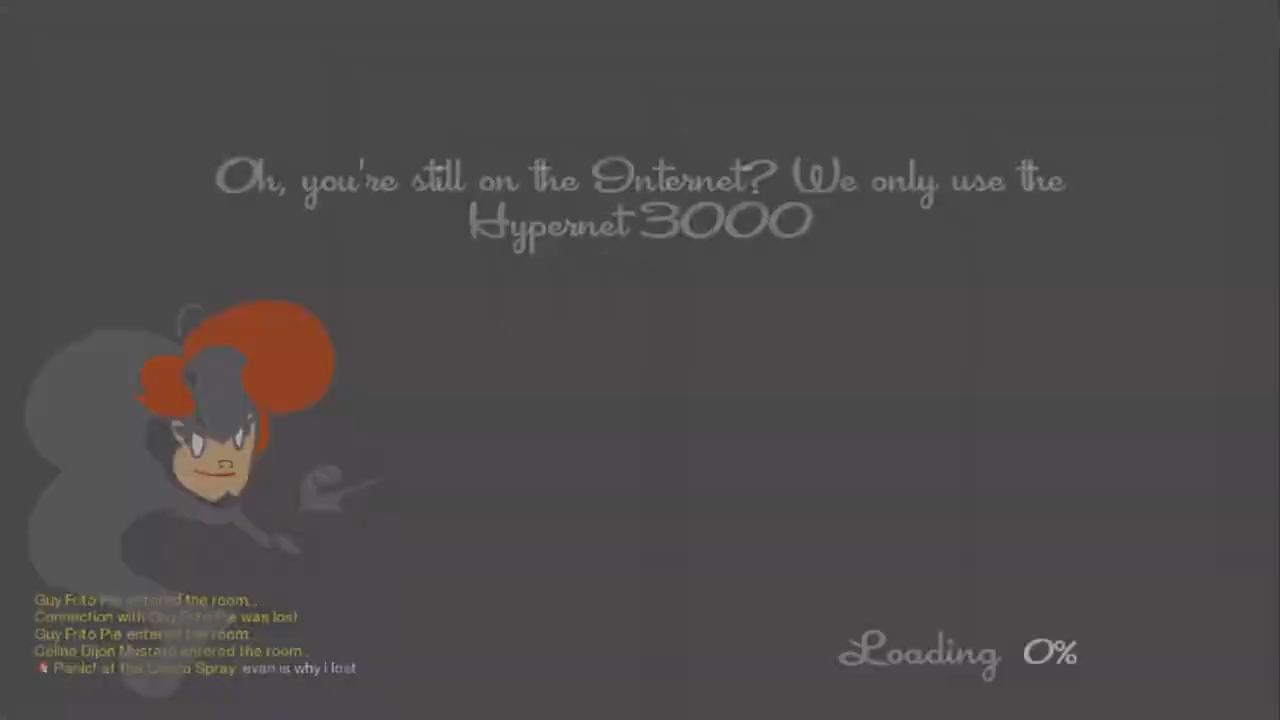 Oh, you're still on the Internet? We only use the
Hypernet 3000
Guy Frito Pie entered the room...
Connection with Guy Frito Pie was lost
Guy Frito Pie entered the room...
Celine Dijon Mustard entered the room...
Panic! at the Costco Spray: evan is why i lost
Loading 0%